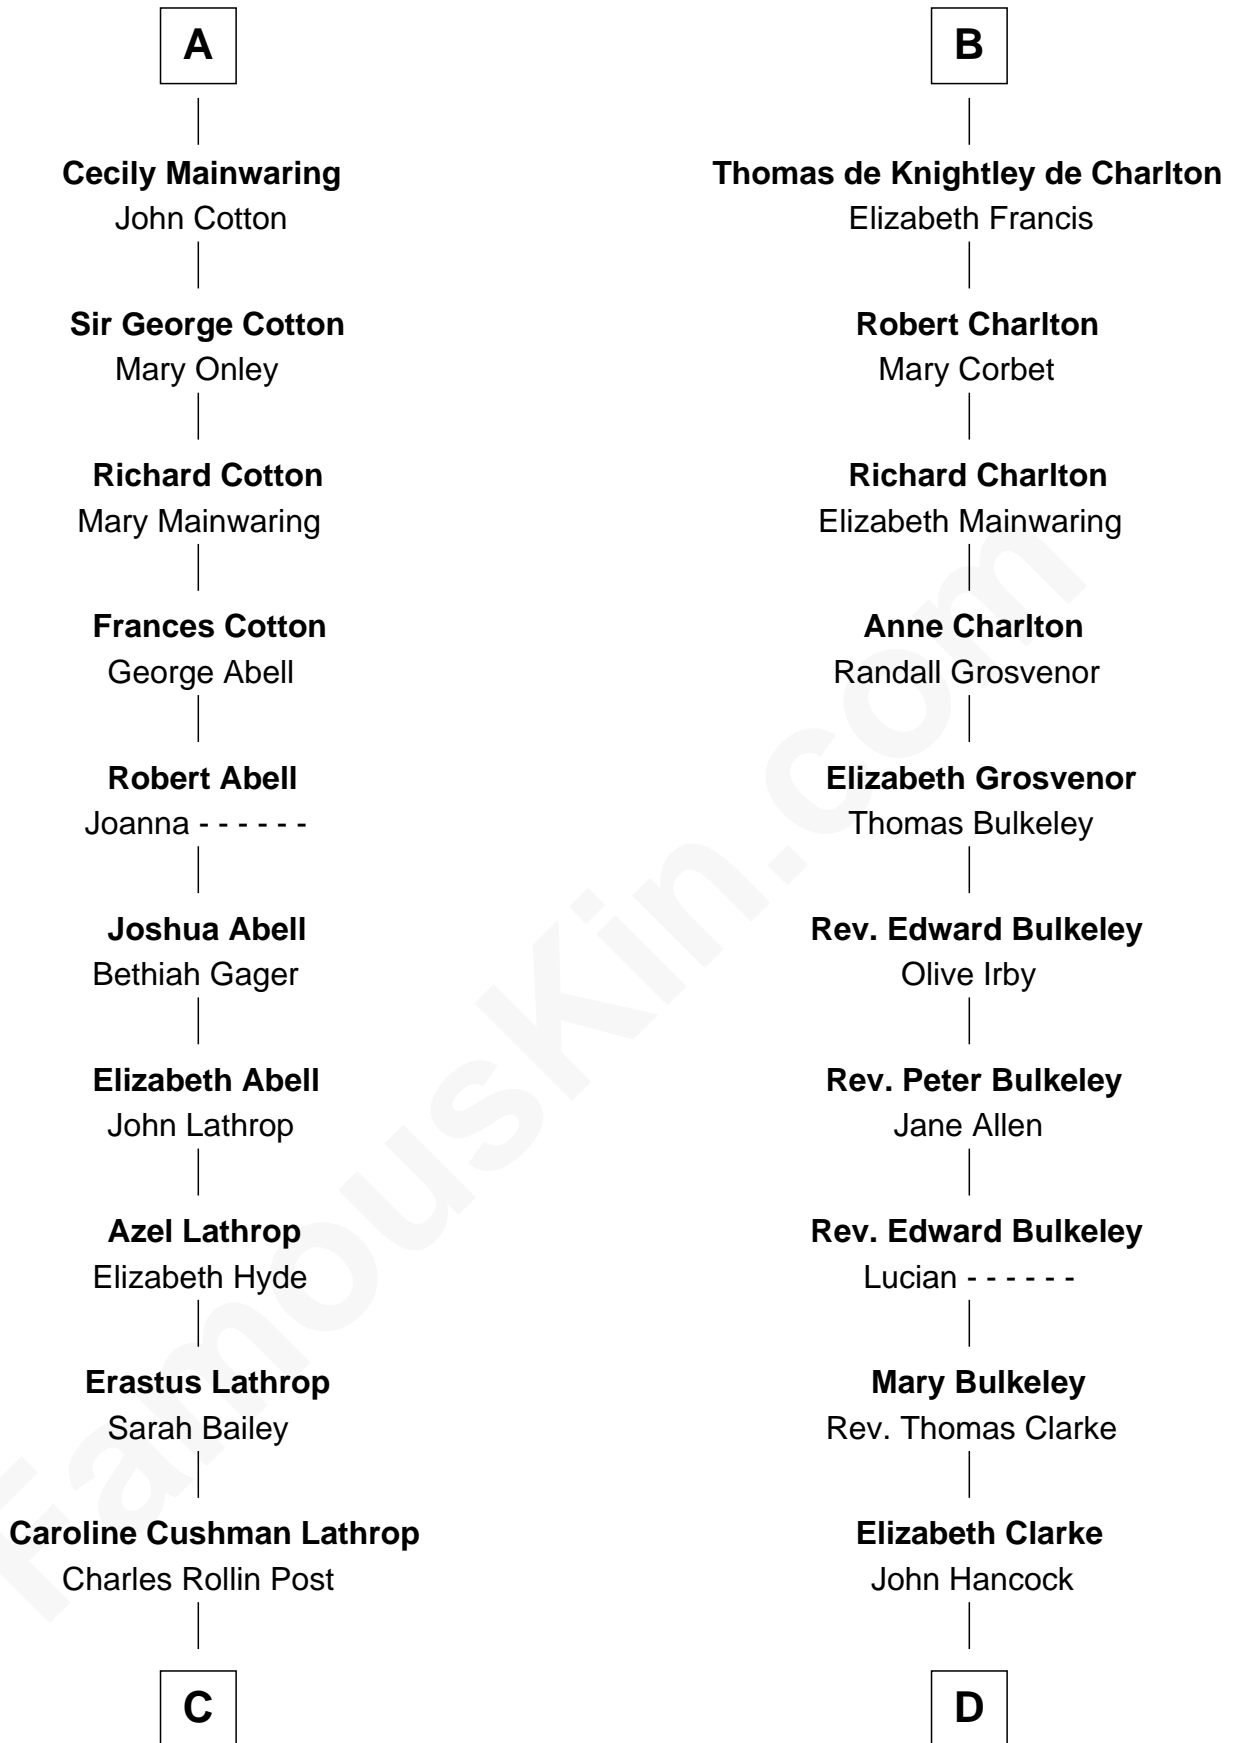 A
Cecily Mainwaring
John Cotton
Sir George Cotton
Mary Onley
Richard Cotton
Mary Mainwaring
Frances Cotton
George Abell
Robert Abell
Joanna - - - - - -
Joshua Abell
Bethiah Gager
Elizabeth Abell
John Lathrop
Azel Lathrop
Elizabeth Hyde
Erastus Lathrop
Sarah Bailey
Caroline Cushman Lathrop
Charles Rollin Post
C
B
Thomas de Knightley de Charlton
Elizabeth Francis
Robert Charlton
Mary Corbet
Richard Charlton
Elizabeth Mainwaring
Anne Charlton
Randall Grosvenor
Elizabeth Grosvenor
Thomas Bulkeley
Rev. Edward Bulkeley
Olive Irby
Rev. Peter Bulkeley
Jane Allen
Rev. Edward Bulkeley
Lucian - - - - - -
Mary Bulkeley
Rev. Thomas Clarke
Elizabeth Clarke
John Hancock
D
FamousKin.com